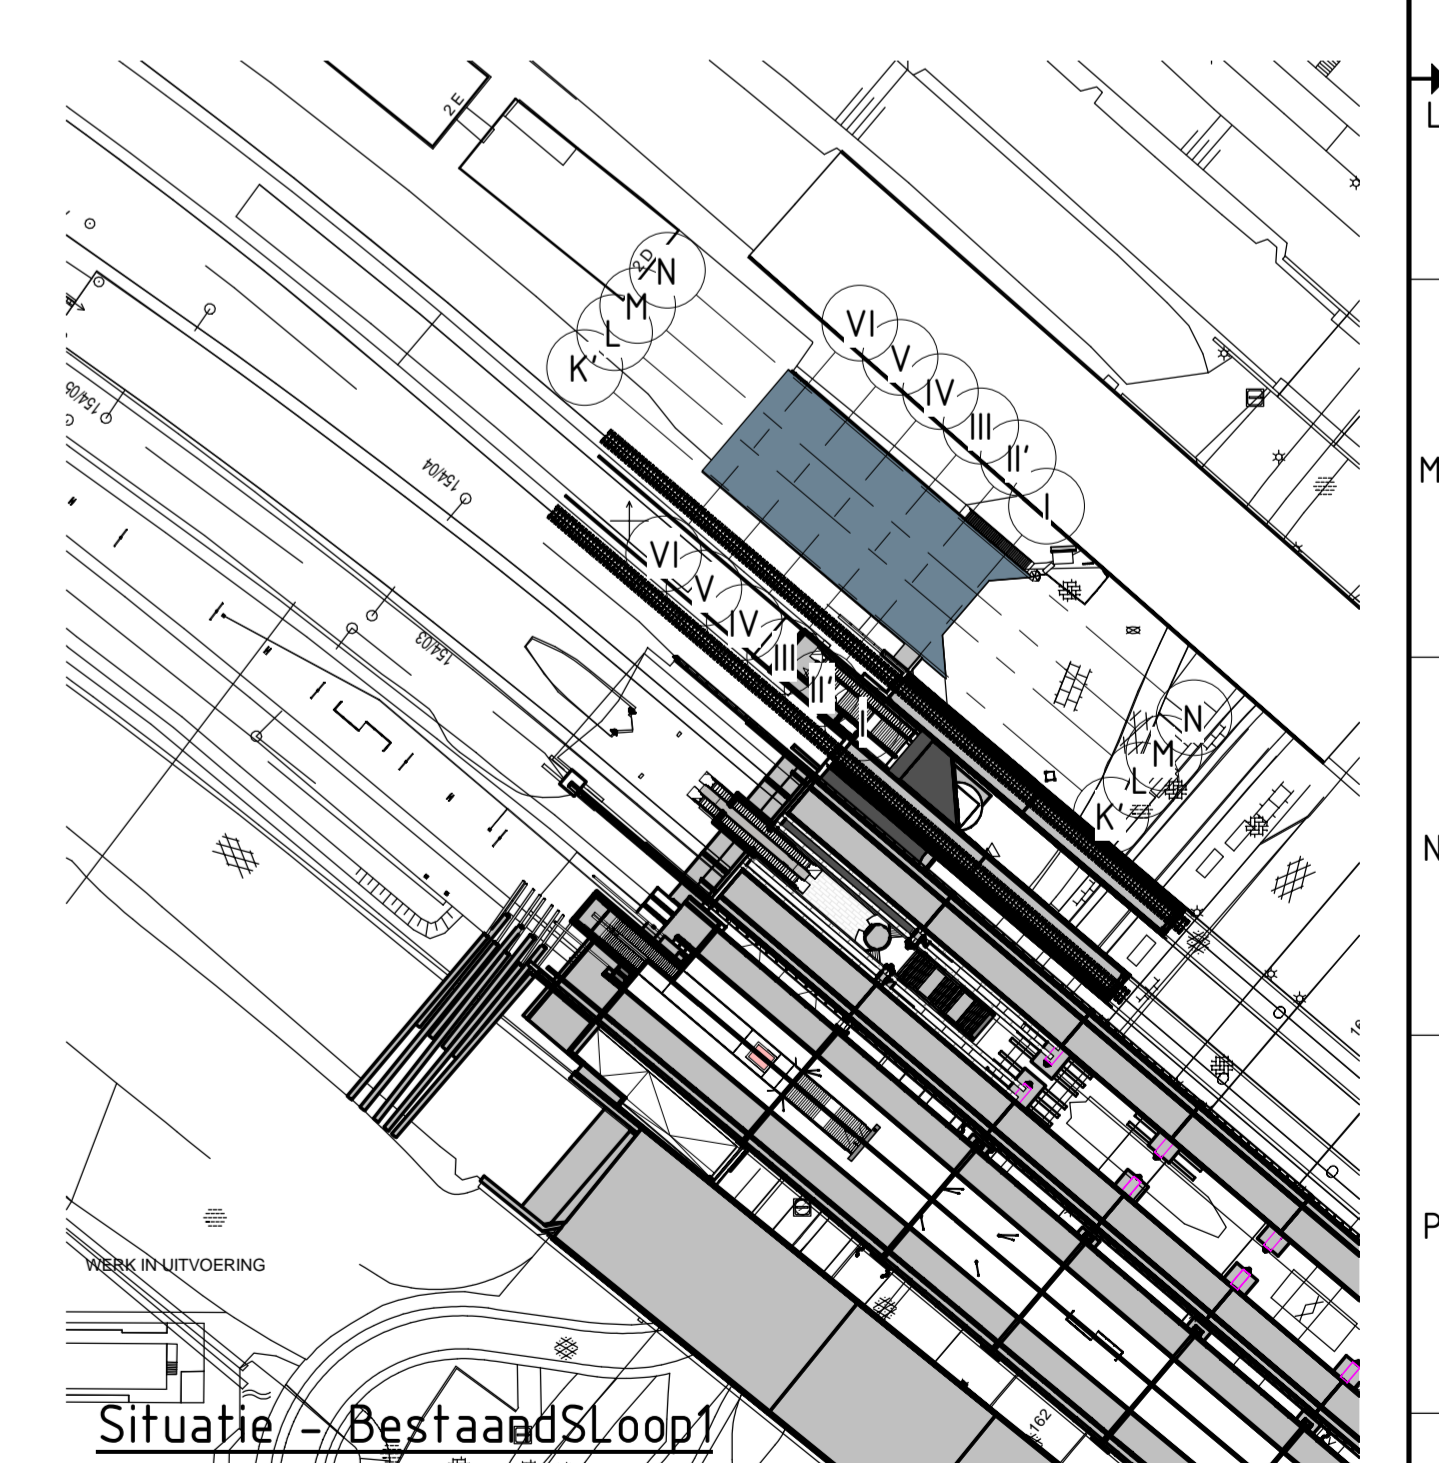 L
2E
2D
N
M
L
K'
VI
V
IV
III
II'
I
154/05
154/04
M
VI
V
IV
III
II'
I
154/03
N
M
L
K'
N
P
WERK IN UITVOERING
162
Situatie - BestaandSLoop1